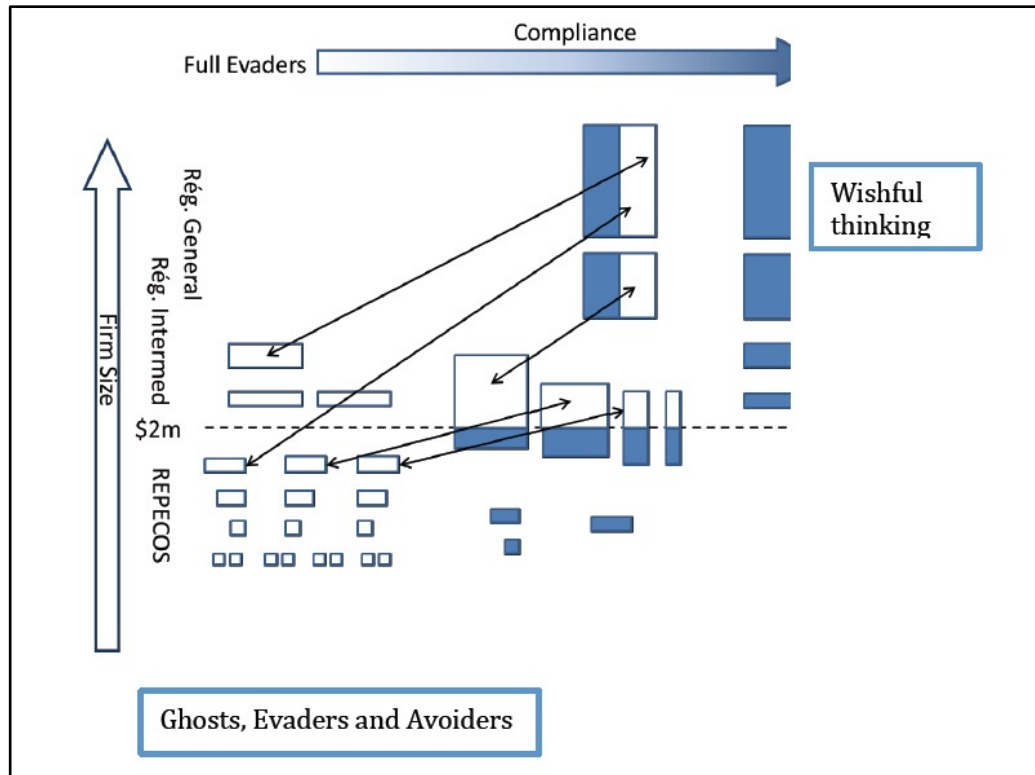 Compliance
Full Evaders
Rég. General
Rég. Intermed
Wishful
thinking
Firm Size
$2m
REPECOS
Ghosts, Evaders and Avoiders